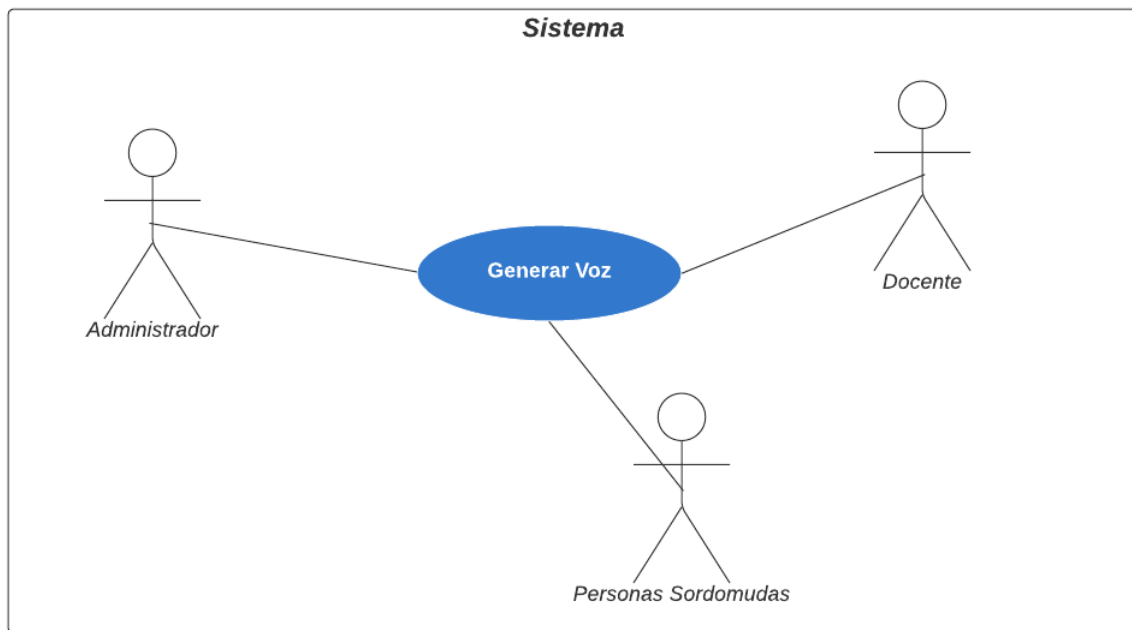 Sistema
Generar Voz
Docente
Administrador
Personas Sordomudas